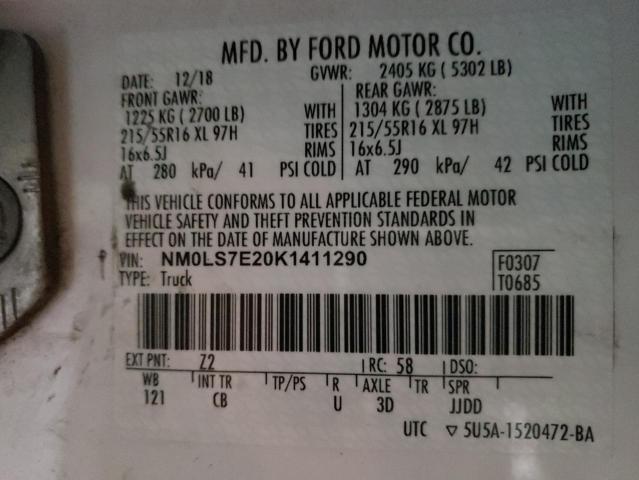 MFD. BY FORD MOTOR CO.
DATE: 12/18 GVWR: 2405 KG ( 5302 LB)
FRONT GAWR: REAR GAWR:
1225 KG ( 2700 LB) WITH 1304 KG ( 2875 LB) WITH
215/55R16 XL 97H TIRES 215/55R16 XL 97H TIRES
16x6.5J RIMS 16x6.5J RIMS
AT 280 kPa/ 41 PSI COLD AT 290 kPa/ 42 PSI COLD
THIS VEHICLE CONFORMS TO ALL APPLICABLE FEDERAL MOTOR
VEHICLE SAFETY AND THEFT PREVENTION STANDARDS IN
EFFECT ON THE DATE OF MANUFACTURE SHOWN ABOVE.
VIN: NM0LS7E20K1411290 F0307
TYPE: Truck T0685
EXT PNT: Z2 RC: 58 DSO:
WB INT TR TP/PS R AXLE TR SPR
121 CB U 3D JJDD
UTC ▽ 5U5A-1520472-BA